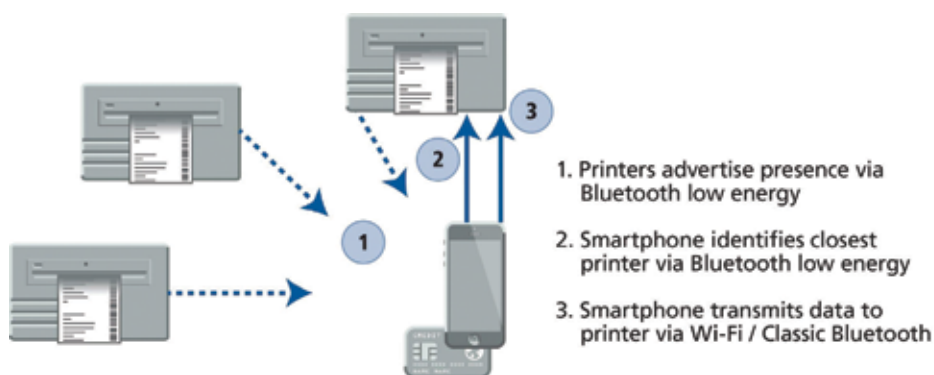 3
2
1
1. Printers advertise presence via
Bluetooth low energy
2. Smartphone identifies closest
printer via Bluetooth low energy
3. Smartphone transmits data to
printer via Wi-Fi / Classic Bluetooth